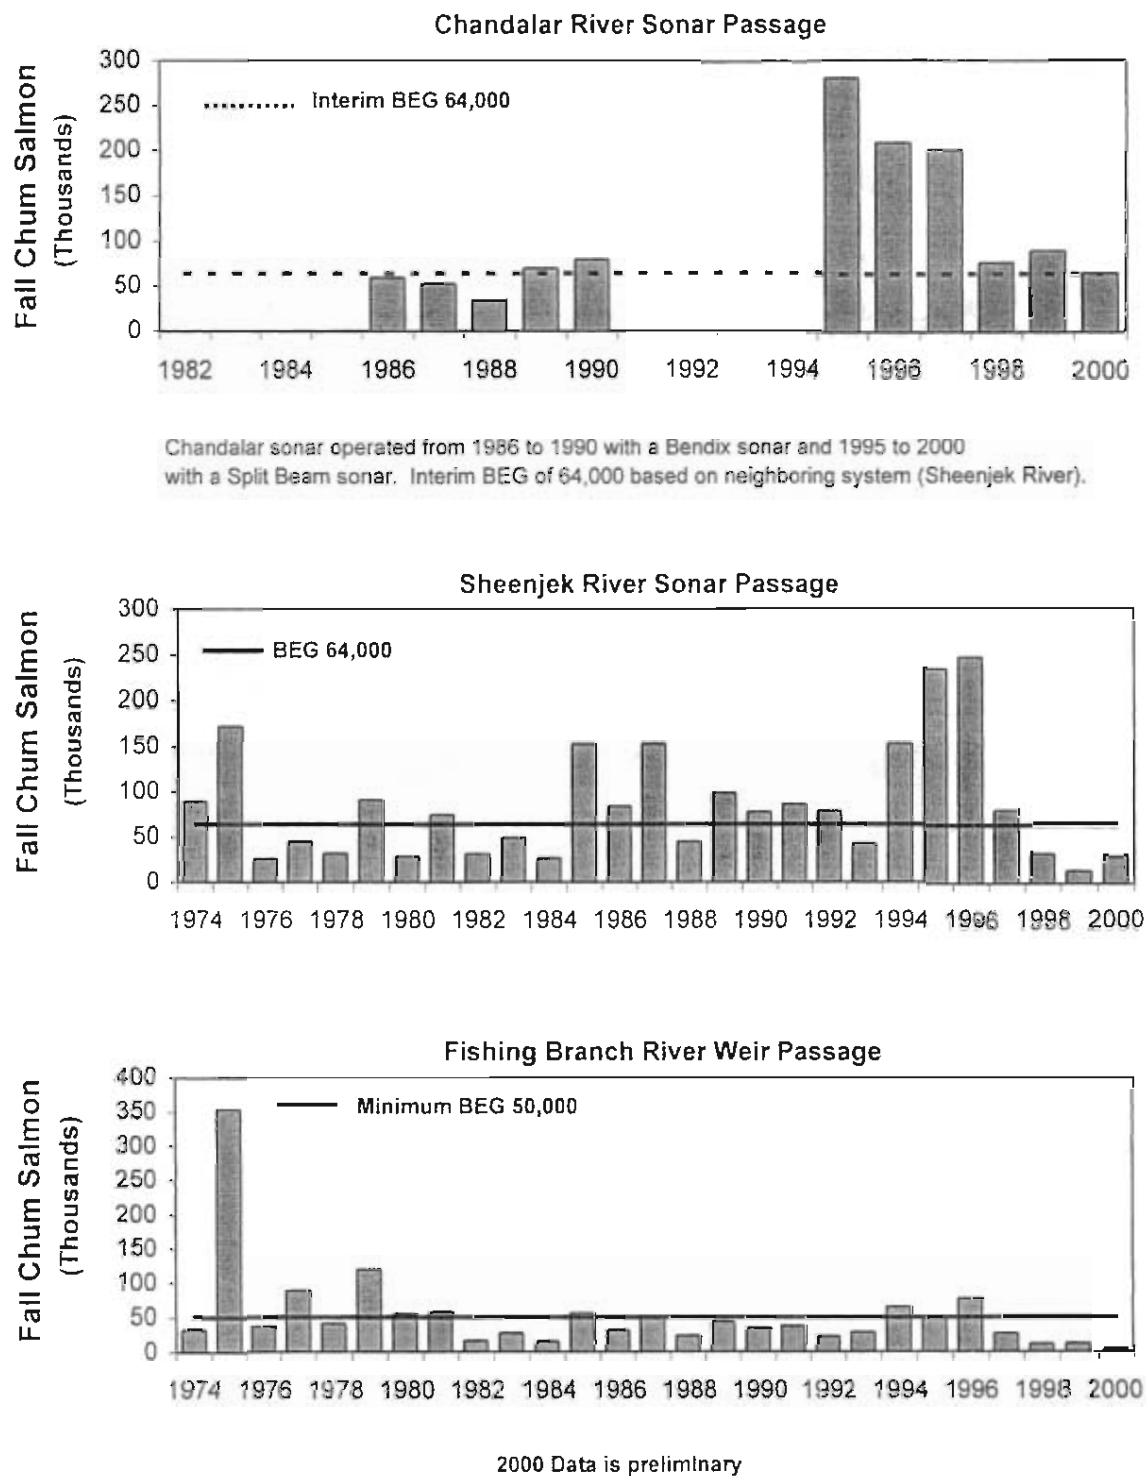 Chandalar River Sonar Passage
Fall Chum Salmon
(Thousands)
300
250
200
150
100
50
0
Interim BEG 64,000
1982 1984 1986 1988 1990 1992 1994 1996 1998 2000
Chandalar sonar operated from 1986 to 1990 with a Bendix sonar and 1995 to 2000
with a Split Beam sonar. Interim BEG of 64,000 based on neighboring system (Sheenjek River).
Sheenjek River Sonar Passage
Fall Chum Salmon
(Thousands)
300
250
200
150
100
50
0
BEG 64,000
1974 1976 1978 1980 1982 1984 1986 1988 1990 1992 1994 1996 1998 2000
Fishing Branch River Weir Passage
Fall Chum Salmon
(Thousands)
400
350
300
250
200
150
100
50
0
Minimum BEG 50,000
1974 1976 1978 1980 1982 1984 1986 1988 1990 1992 1994 1996 1998 2000
2000 Data is preliminary